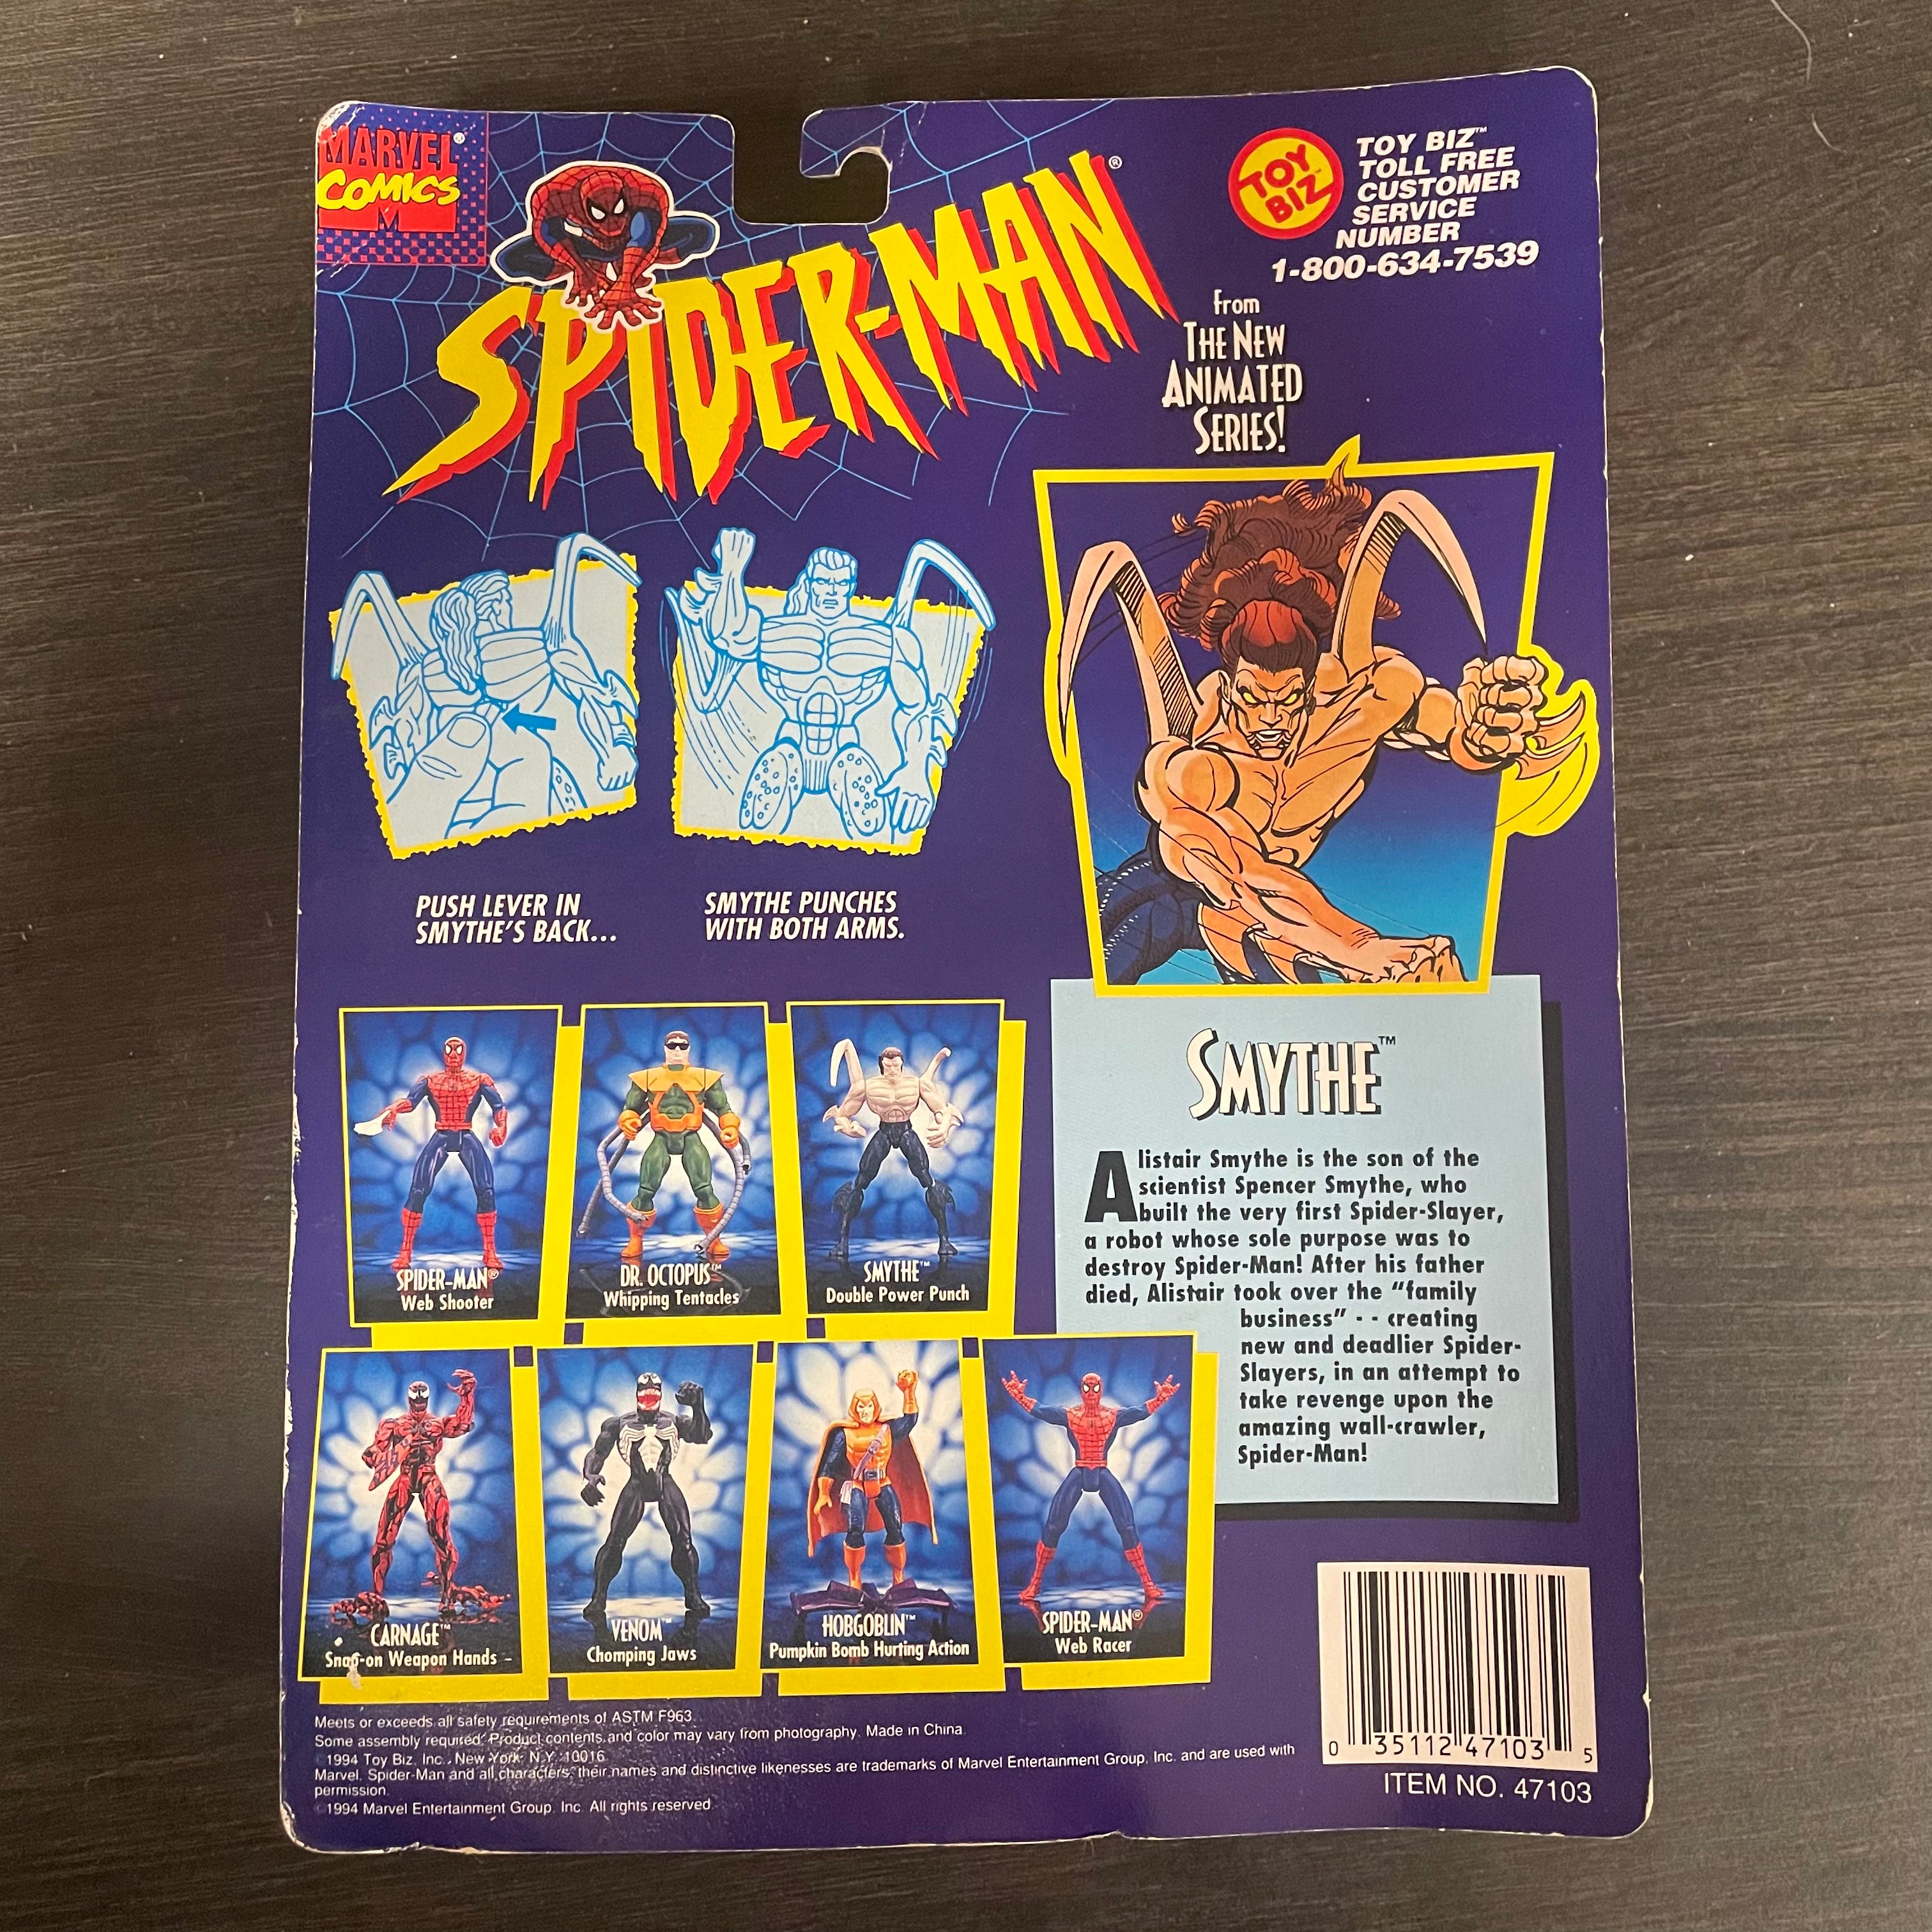 MARVEL®
COMICS
SPIDER-MAN®
TOY BIZ™
TOY BIZ™
TOLL FREE
CUSTOMER
SERVICE
NUMBER
1-800-634-7539
from
THE NEW
ANIMATED
SERIES!
PUSH LEVER IN
SMYTHE'S BACK...
SMYTHE PUNCHES
WITH BOTH ARMS.
SMYTHE™
Alistair Smythe is the son of the
scientist Spencer Smythe, who
built the very first Spider-Slayer,
a robot whose sole purpose was to
destroy Spider-Man! After his father
died, Alistair took over the "family
business" - - creating
new and deadlier Spider-
Slayers, in an attempt to
take revenge upon the
amazing wall-crawler,
Spider-Man!
SPIDER-MAN®
Web Shooter
DR. OCTOPUS™
Whipping Tentacles
SMYTHE™
Double Power Punch
CARNAGE™
Snap-on Weapon Hands
VENOM™
Chomping Jaws
HOBGOBLIN™
Pumpkin Bomb Hurting Action
SPIDER-MAN®
Web Racer
Meets or exceeds all safety requirements of ASTM F963.
Some assembly required. Product contents and color may vary from photography. Made in China.
©1994 Toy Biz, Inc., New York, N.Y. 10016
Marvel, Spider-Man and all characters, their names and distinctive likenesses are trademarks of Marvel Entertainment Group, Inc. and are used with
permission.
©1994 Marvel Entertainment Group, Inc. All rights reserved.
0 35112 47103 5
ITEM NO. 47103